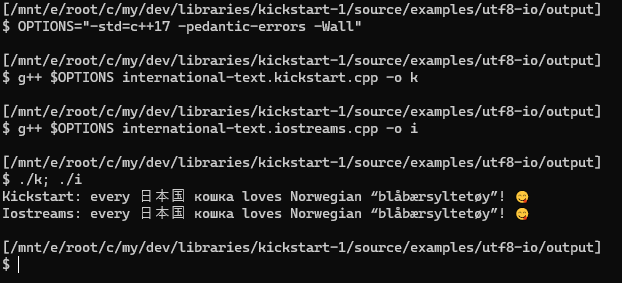 [/mnt/e/root/c/my/dev/libraries/kickstart-1/source/examples/utf8-io/output]
$ OPTIONS="-std=c++17 -pedantic-errors -Wall"
[/mnt/e/root/c/my/dev/libraries/kickstart-1/source/examples/utf8-io/output]
$ g++ $OPTIONS international-text.kickstart.cpp -o k
[/mnt/e/root/c/my/dev/libraries/kickstart-1/source/examples/utf8-io/output]
$ g++ $OPTIONS international-text.iostreams.cpp -o i
[/mnt/e/root/c/my/dev/libraries/kickstart-1/source/examples/utf8-io/output]
$ ./k; ./i
Kickstart: every 日本国 кошка loves Norwegian “blåbærsyltetøy”! 😋
Iostreams: every 日本国 кошка loves Norwegian “blåbærsyltetøy”! 😋
[/mnt/e/root/c/my/dev/libraries/kickstart-1/source/examples/utf8-io/output]
$